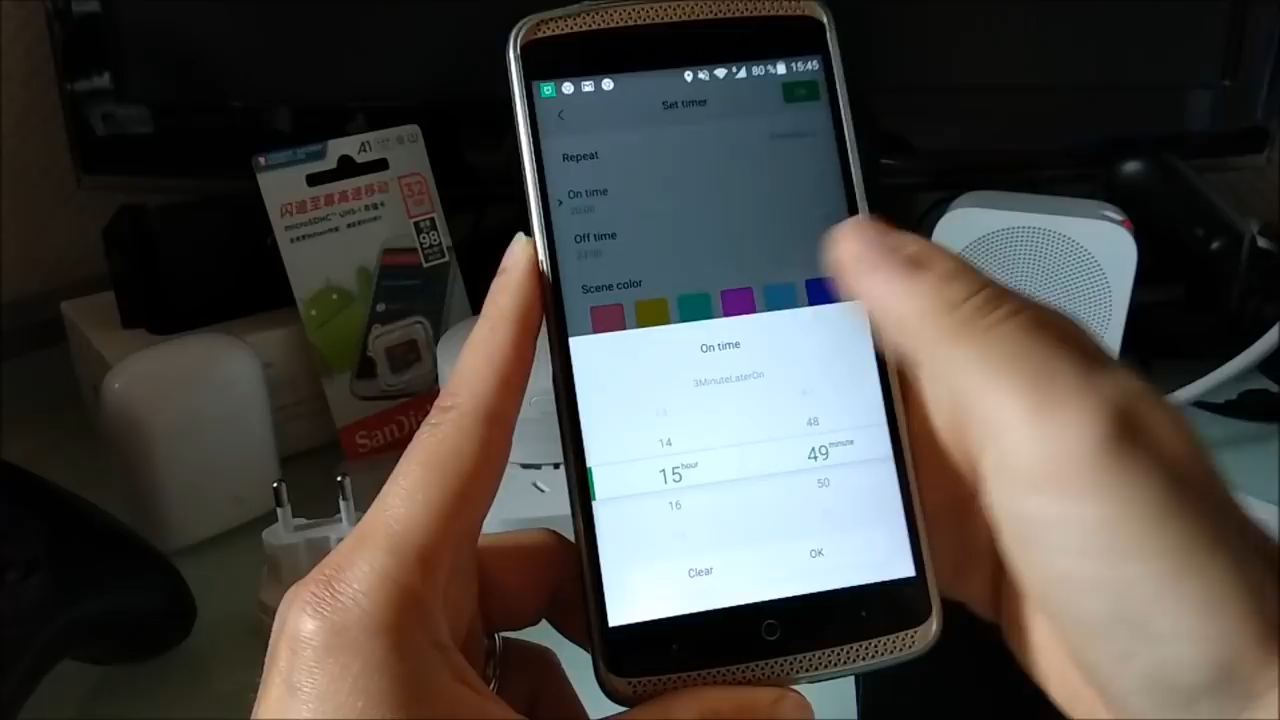 80 % 15:45
Set timer
Repeat
On time
Off time
Scene color
On time
3MinuteLaterOn
14 48
15 hour 49 minute
16 50
Clear OK
A1
闪迪至尊高速移动
microSDHC UHS-I
32
98
SanDis